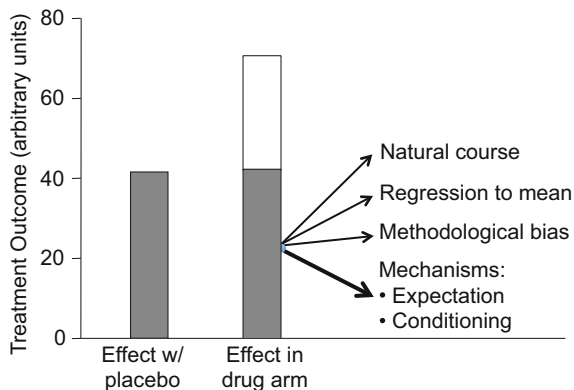 Treatment Outcome (arbitrary units)
80
60
40
20
0
Effect w/
placebo
Effect in
drug arm
Natural course
Regression to mean
Methodological bias
Mechanisms:
• Expectation
• Conditioning